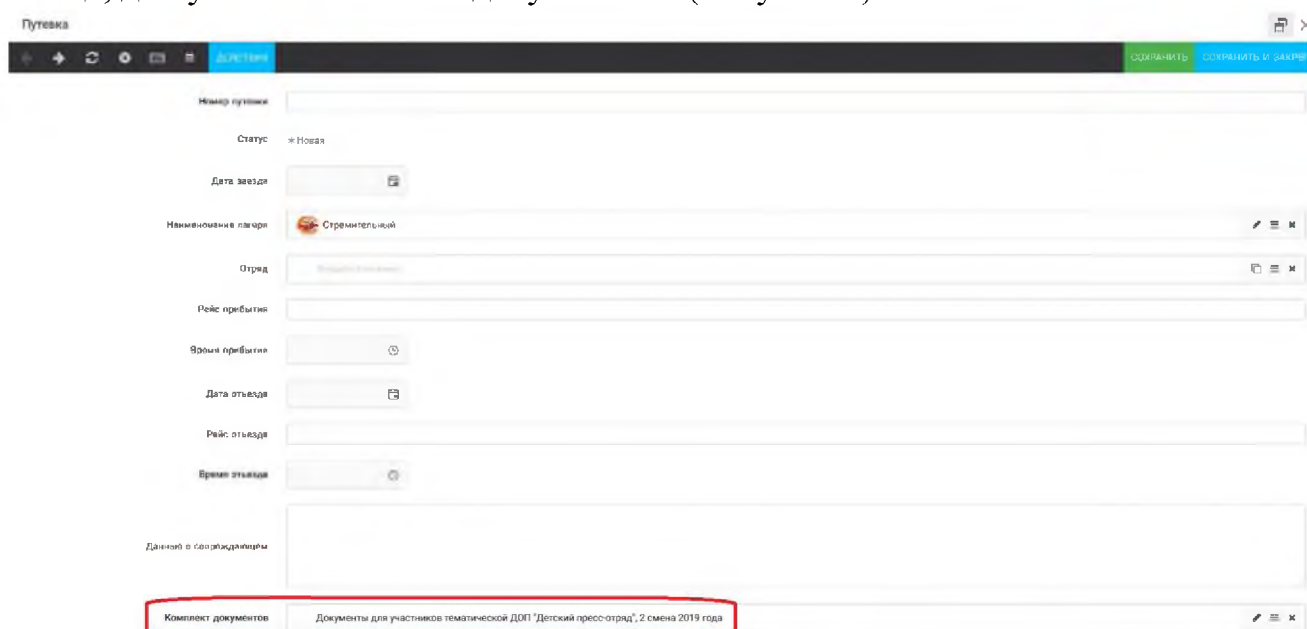 Путевка
ДЕЙСТВИЯ
СОХРАНИТЬ СОХРАНИТЬ И ЗАКРЫ
Номер путевки
Статус * Новая
Дата заезда
Наименование лагеря Стремительный
Отряд
Рейс прибытия
Время прибытия
Дата отъезда
Рейс отъезда
Время отъезда
Данные о сопровождающем
Комплект документов Документы для участников тематической ДОП "Детский пресс-отряд", 2 смена 2019 года